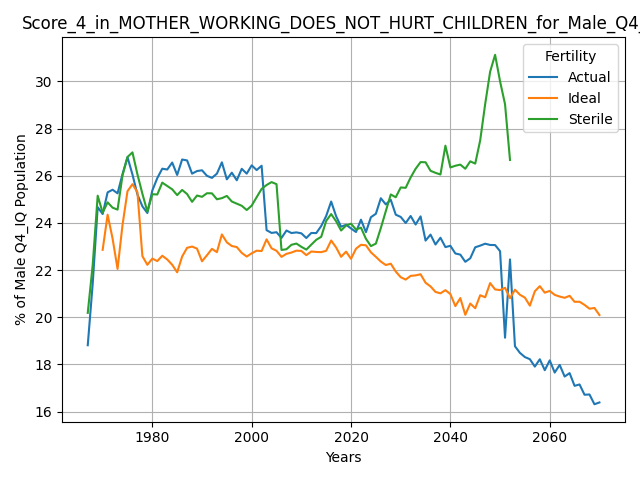 Score_4_in_MOTHER_WORKING_DOES_NOT_HURT_CHILDREN_for_Male_Q4_
Fertility
Actual
Ideal
Sterile
% of Male Q4_IQ Population
30
28
26
24
22
20
18
16
1980 2000 2020 2040 2060
Years